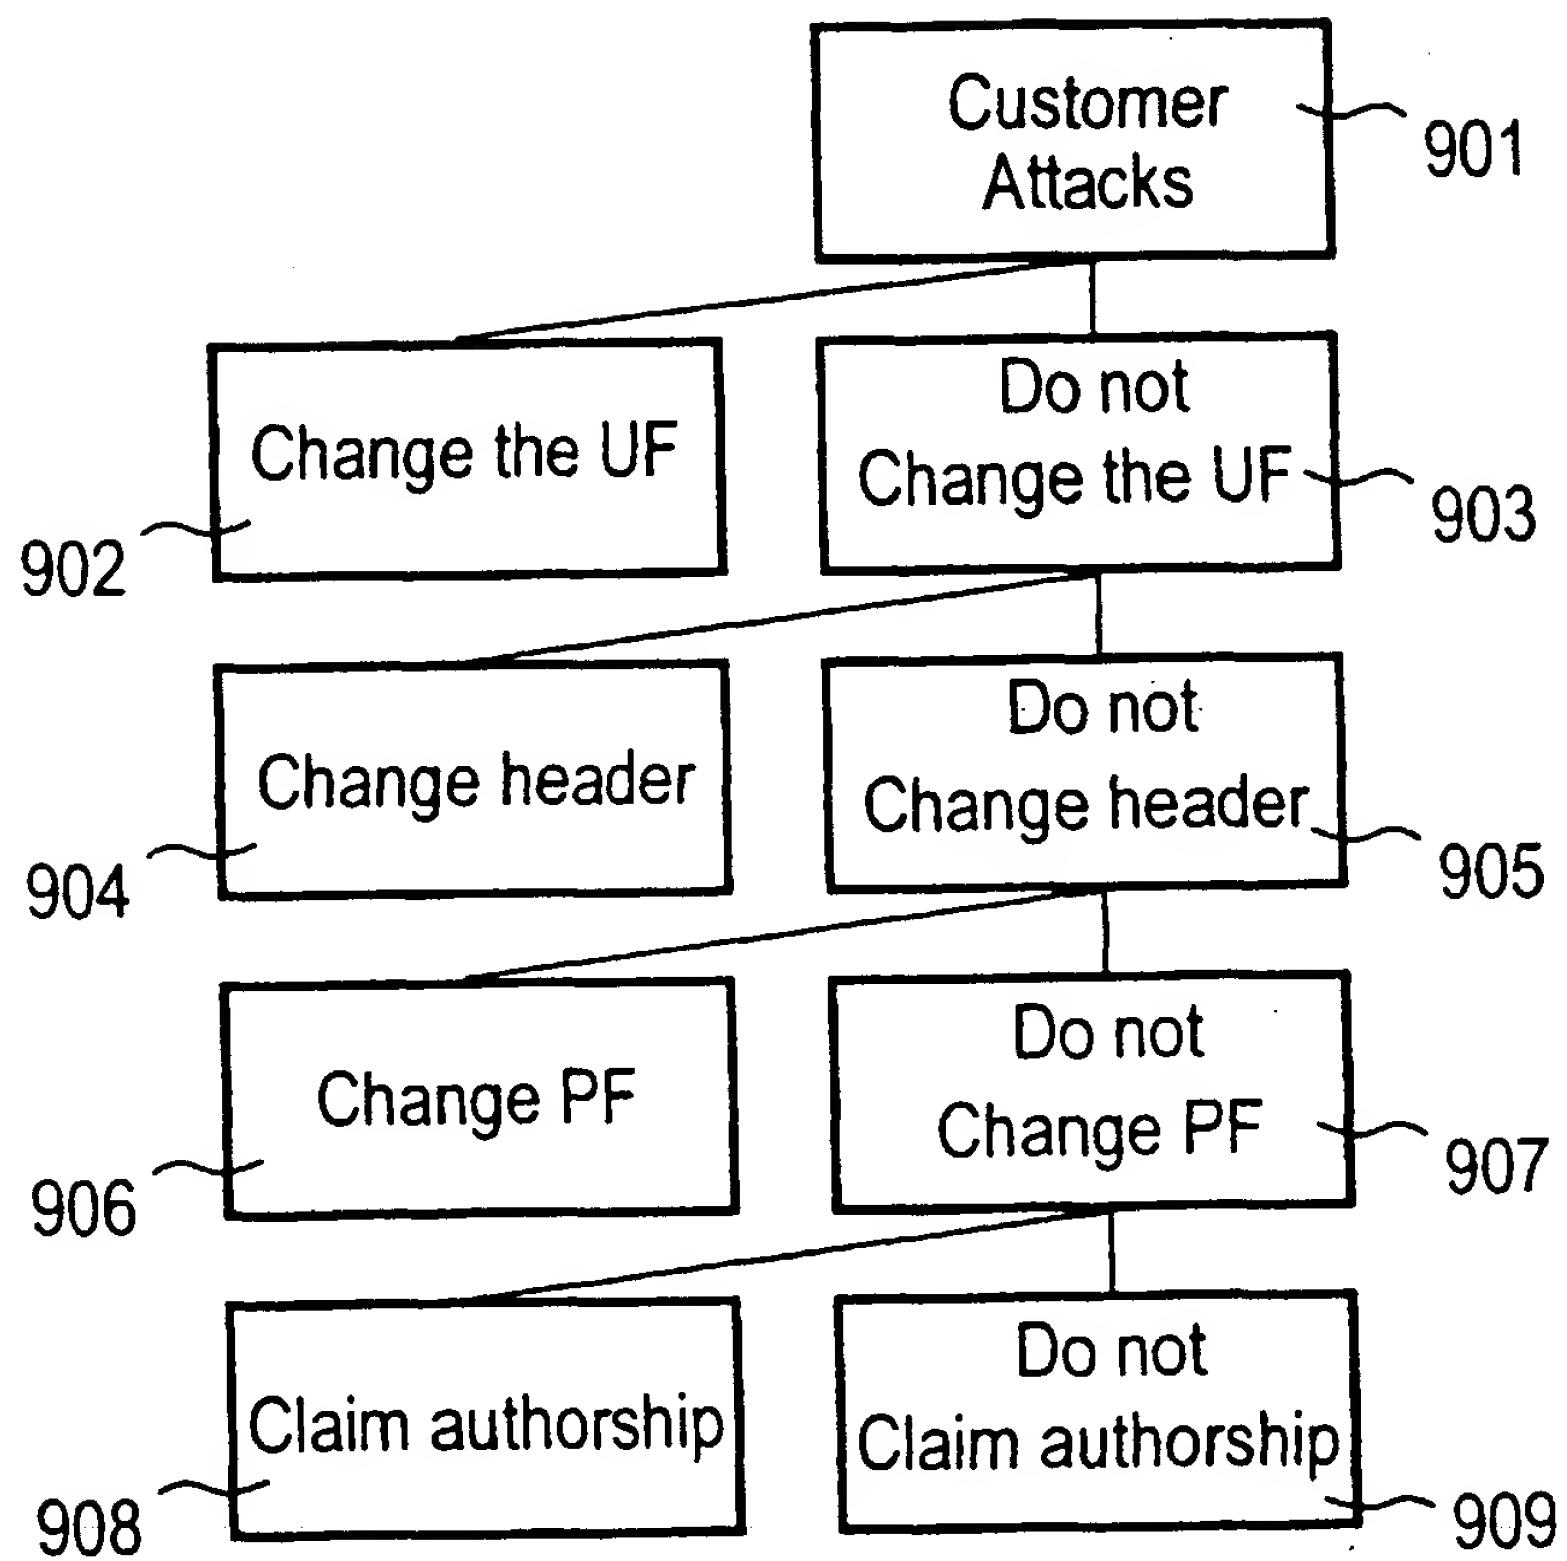 Customer
Attacks
901
Change the UF
902
Do not
Change the UF
903
Change header
904
Do not
Change header
905
Change PF
906
Do not
Change PF
907
Claim authorship
908
Do not
Claim authorship
909